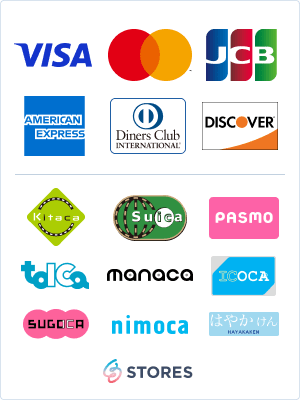 VISA
JCB
AMERICAN
EXPRESS
Diners Club
INTERNATIONAL
DISCOVER
Kitaca
Suica
PASMO
toica
manaca
ICOCA
SUGOCA
nimoca
はやかけん
HAYAKAKEN
STORES